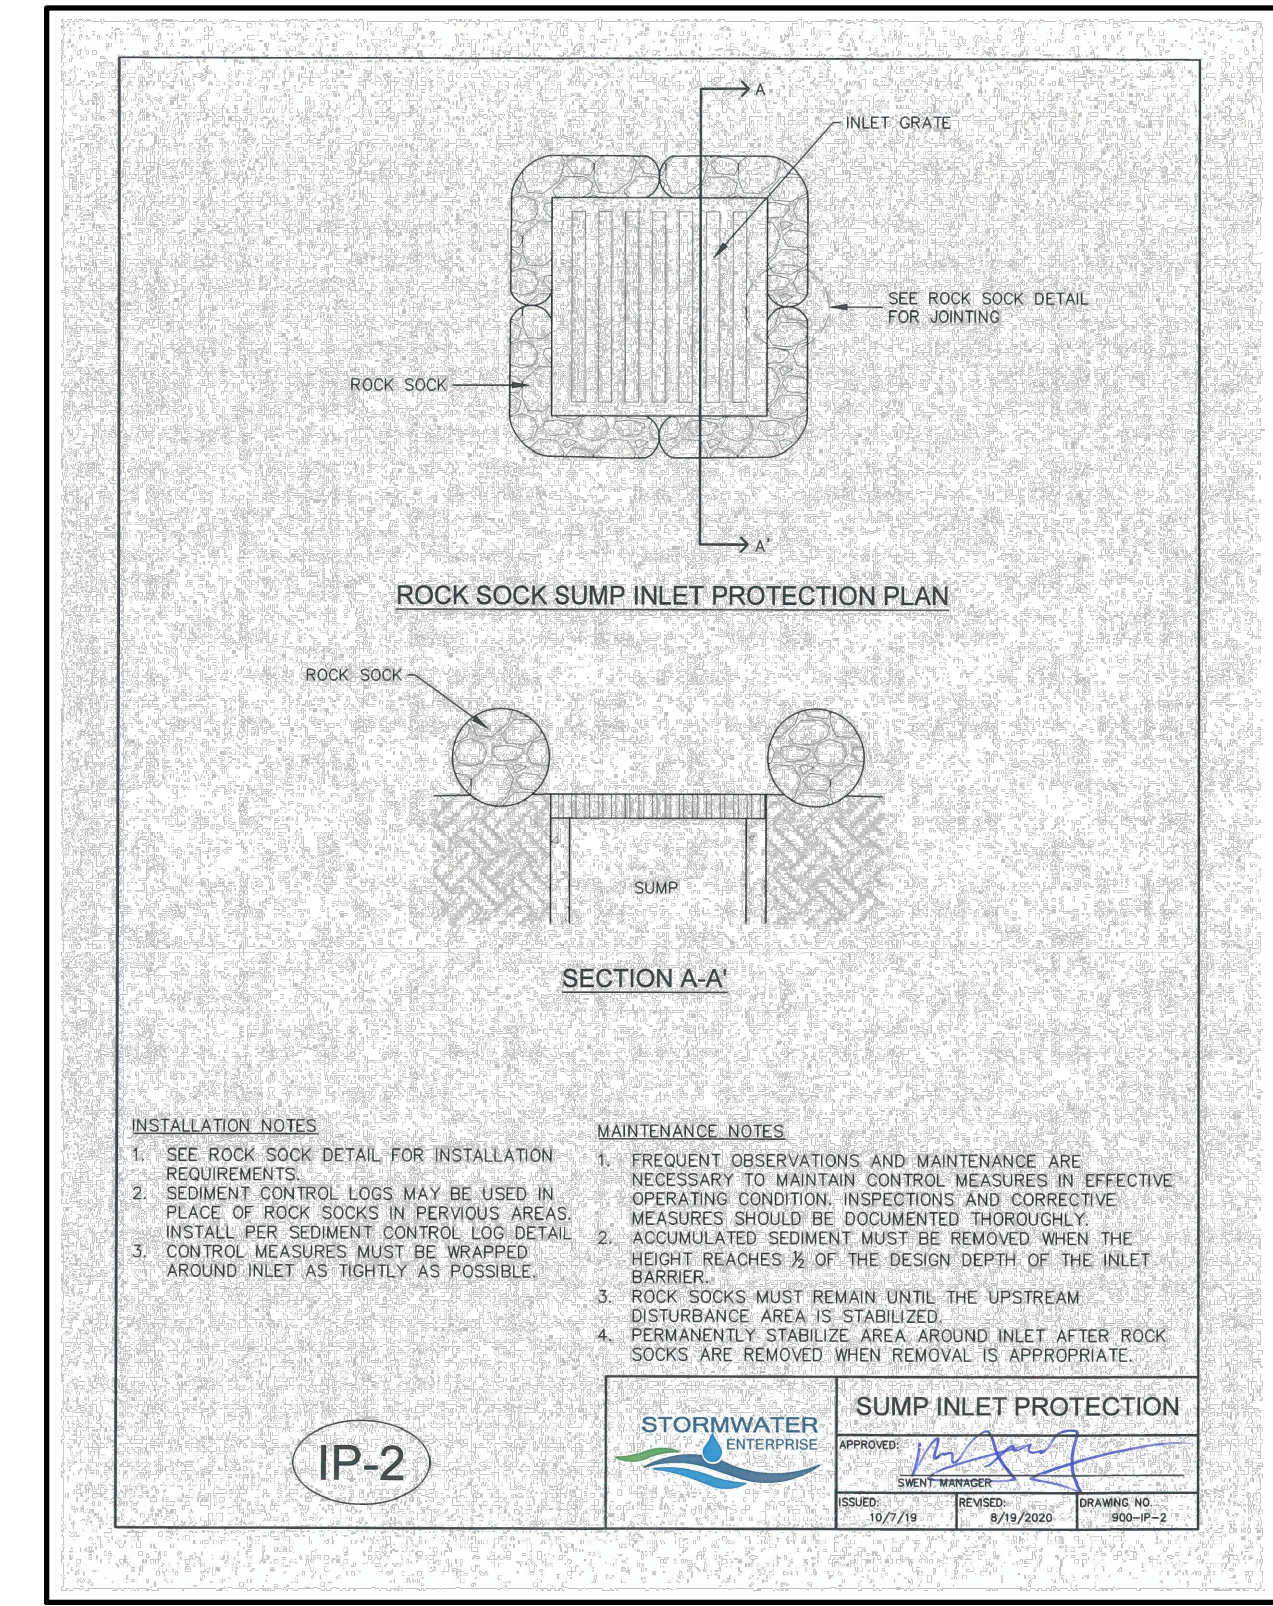 A
INLET GRATE
SEE ROCK SOCK DETAIL
FOR JOINTING
ROCK SOCK
A'
ROCK SOCK SUMP INLET PROTECTION PLAN
ROCK SOCK
SUMP
SECTION A-A'
INSTALLATION NOTES
1. SEE ROCK SOCK DETAIL FOR INSTALLATION
REQUIREMENTS.
2. SEDIMENT CONTROL LOGS MAY BE USED IN
PLACE OF ROCK SOCKS IN PERVIOUS AREAS.
INSTALL PER SEDIMENT CONTROL LOG DETAIL
3. CONTROL MEASURES MUST BE WRAPPED
AROUND INLET AS TIGHTLY AS POSSIBLE.
MAINTENANCE NOTES
1. FREQUENT OBSERVATIONS AND MAINTENANCE ARE
NECESSARY TO MAINTAIN CONTROL MEASURES IN EFFECTIVE
OPERATING CONDITION. INSPECTIONS AND CORRECTIVE
MEASURES SHOULD BE DOCUMENTED THOROUGHLY.
2. ACCUMULATED SEDIMENT MUST BE REMOVED WHEN THE
HEIGHT REACHES ½ OF THE DESIGN DEPTH OF THE INLET
BARRIER.
3. ROCK SOCKS MUST REMAIN UNTIL THE UPSTREAM
DISTURBANCE AREA IS STABILIZED.
4. PERMANENTLY STABILIZE AREA AROUND INLET AFTER ROCK
SOCKS ARE REMOVED WHEN REMOVAL IS APPROPRIATE.
IP-2
STORMWATER
ENTERPRISE
SUMP INLET PROTECTION
APPROVED:
SWENT MANAGER
ISSUED:
10/7/19
REVISED:
8/19/2020
DRAWING NO.
900-IP-2